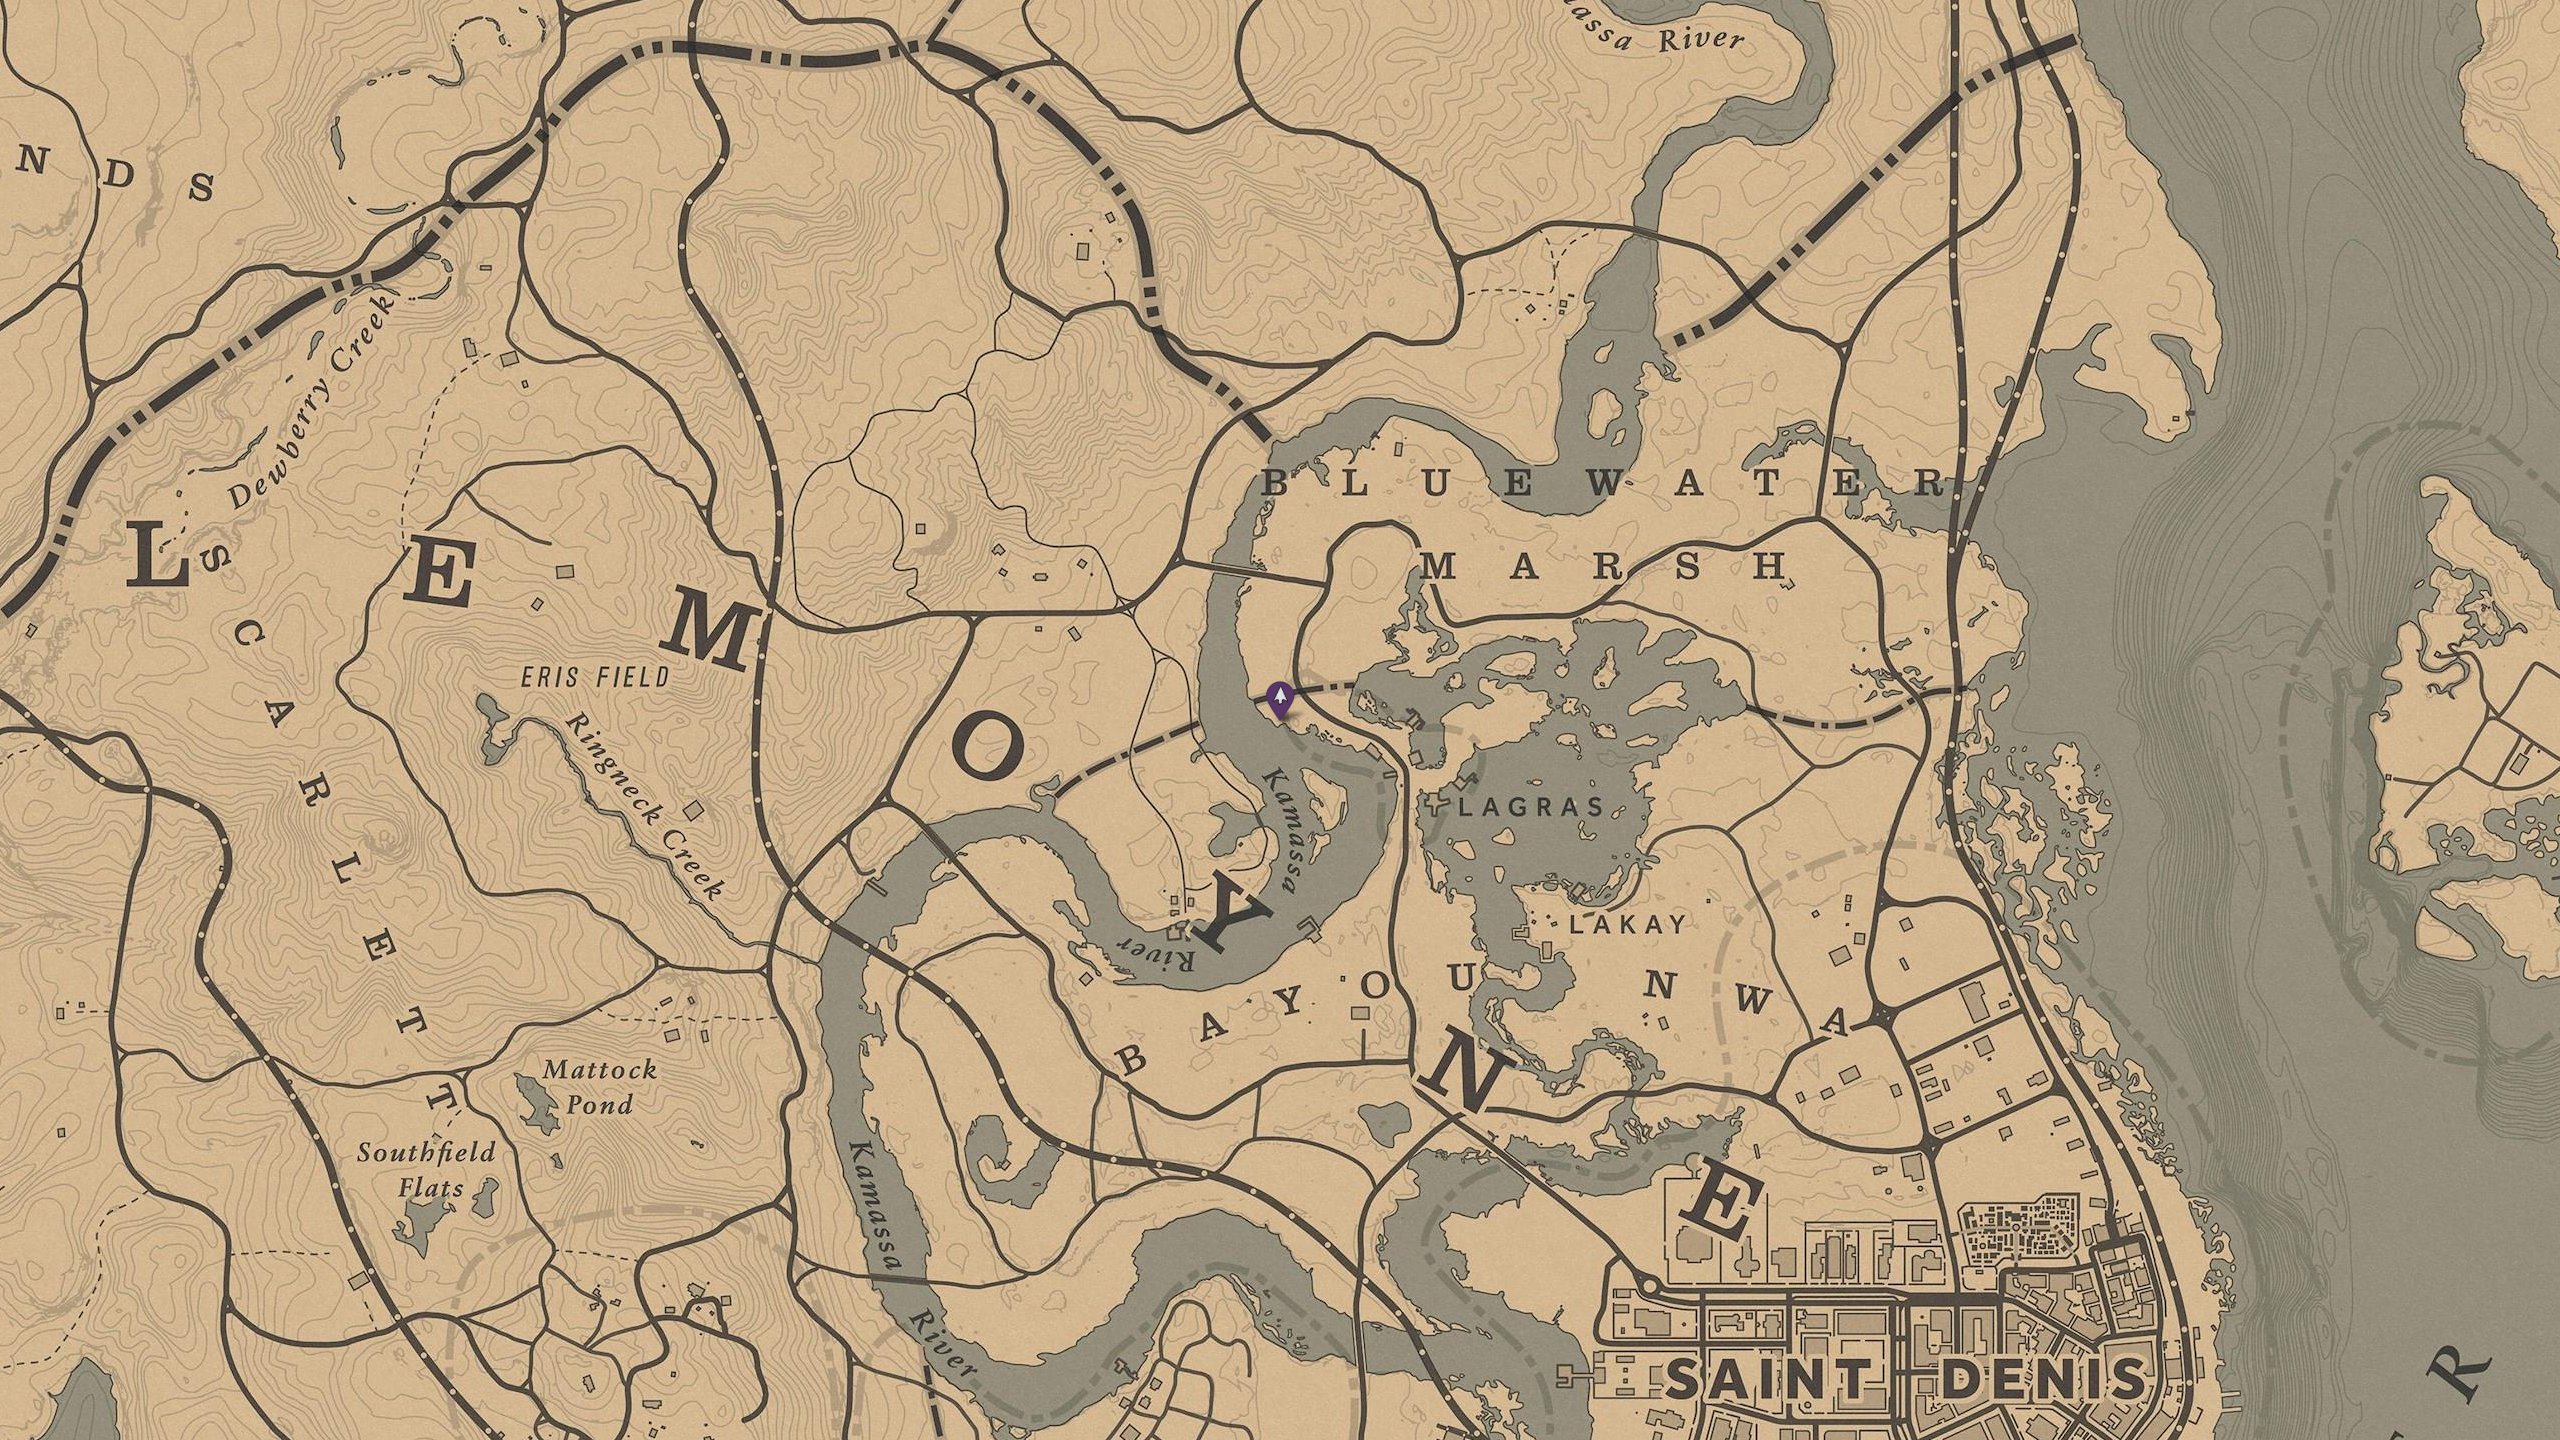 assa River
N D S
Dewberry Creek
BLUEWATER
MARSH
L E M O Y N E
SCARLETT
ERIS FIELD
Ringneck Creek
Kamassa
River
LAGRAS
LAKAY
BAYOU NWA
Mattock
Pond
Southfield
Flats
Kamassa
River
SAINT DENIS
R